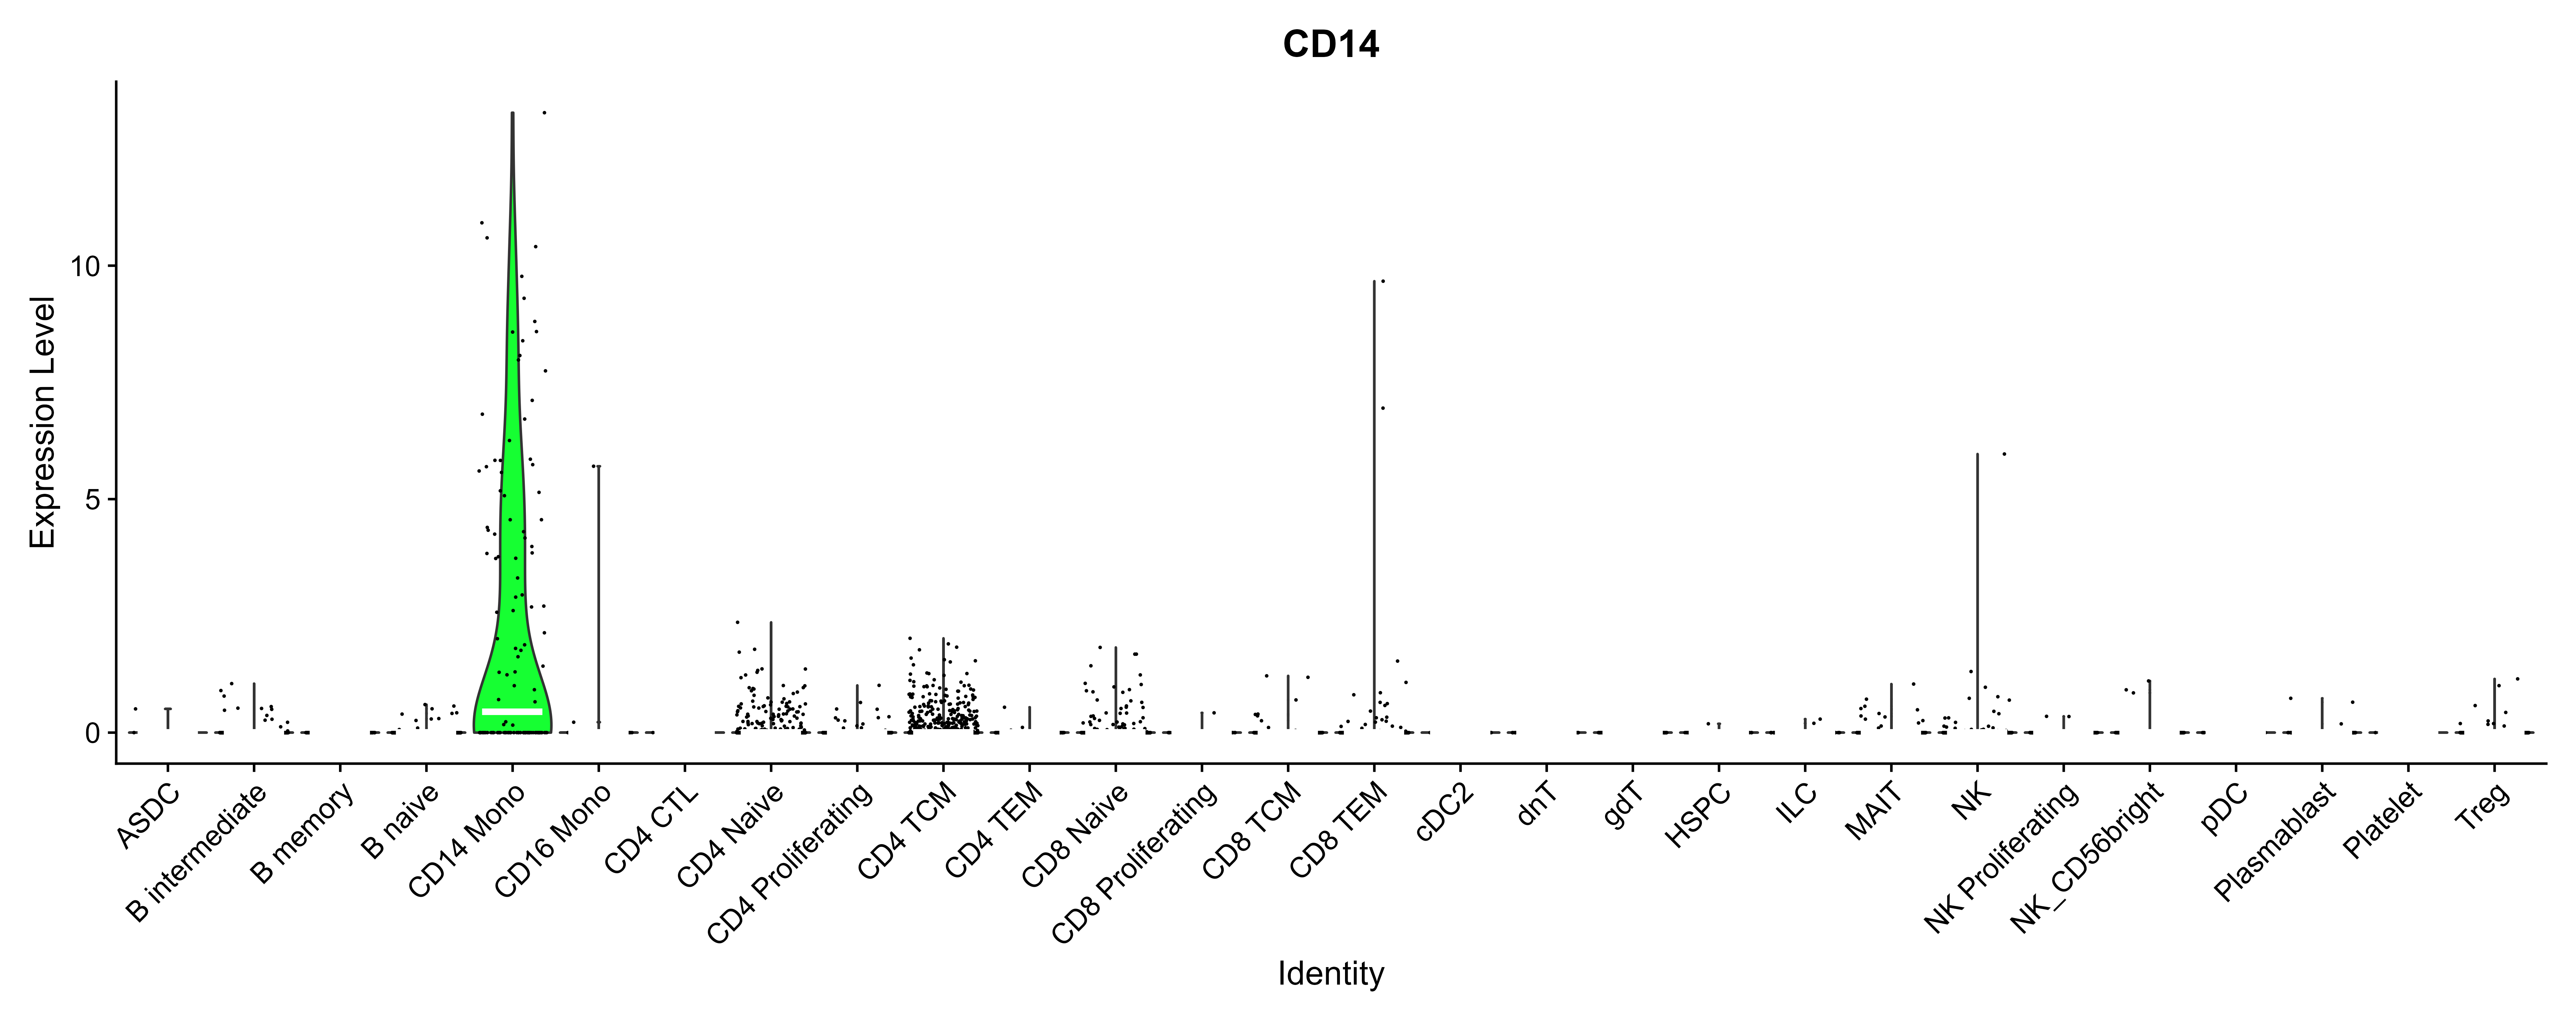 CD14
Expression Level
10
5
0
ASDC
B intermediate
B memory
B naive
CD14 Mono
CD16 Mono
CD4 CTL
CD4 Naive
CD4 Proliferating
CD4 TCM
CD4 TEM
CD8 Naive
CD8 Proliferating
CD8 TCM
CD8 TEM
cDC2
dnT
gdT
HSPC
ILC
MAIT
NK
NK Proliferating
NK_CD56bright
pDC
Plasmablast
Platelet
Treg
Identity